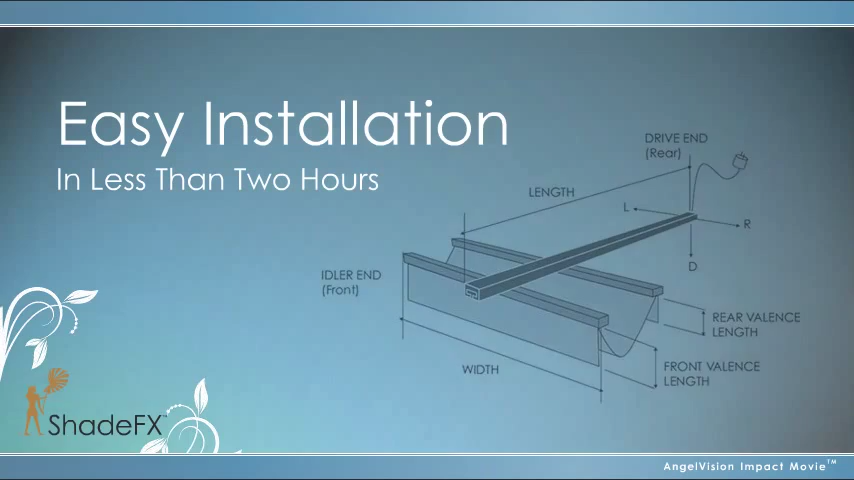 Easy Installation
In Less Than Two Hours
DRIVE END
(Rear)
LENGTH
L
R
D
IDLER END
(Front)
REAR VALENCE
LENGTH
WIDTH
FRONT VALENCE
LENGTH
ShadeFX™
AngelVision Impact Movie™